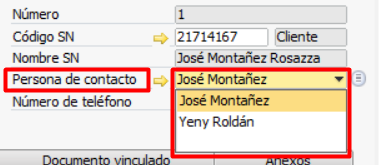 Número 1
Código SN 21714167 Cliente
Nombre SN José Montañez Rosazza
Persona de contacto José Montañez
José Montañez
Número de teléfono
Yeny Roldán
Documento vinculado Anexos